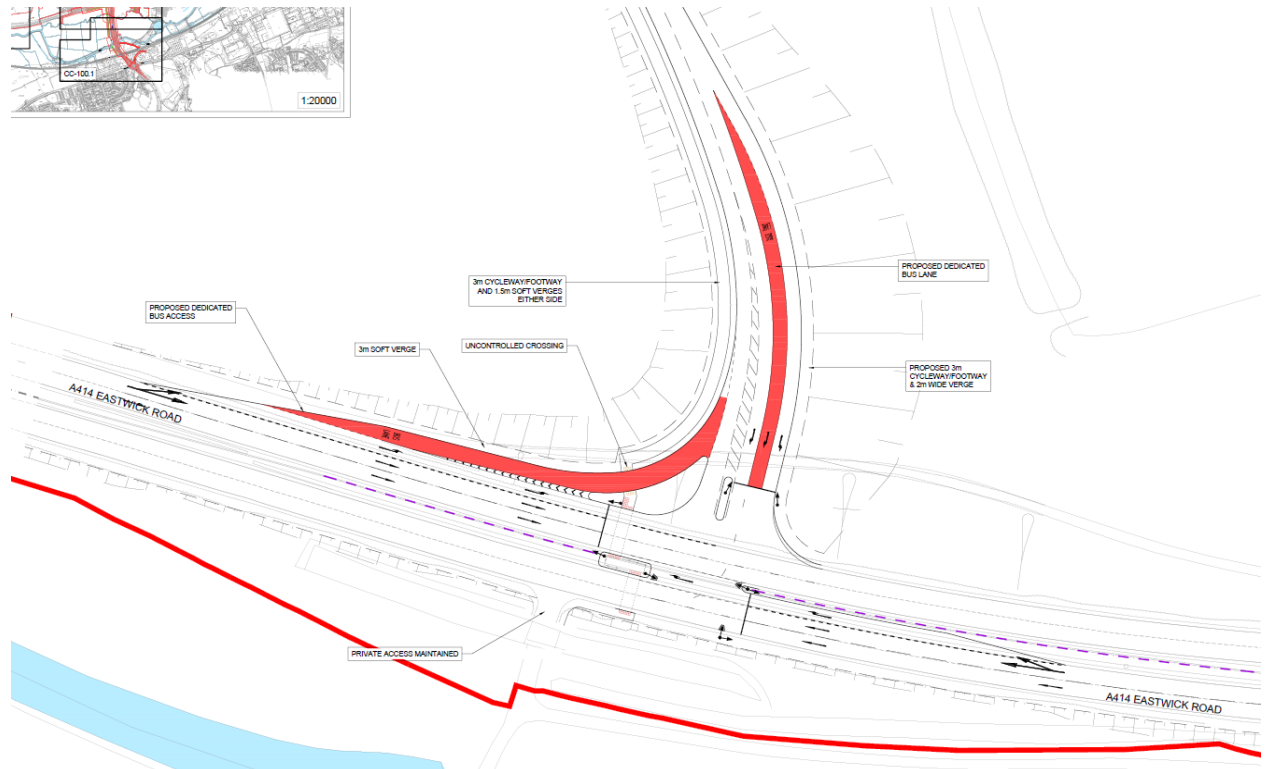 CC-100.1
1:20000
3m CYCLEWAY/FOOTWAY
AND 1.5m SOFT VERGES
EITHER SIDE
PROPOSED DEDICATED
BUS LANE
PROPOSED DEDICATED
BUS ACCESS
3m SOFT VERGE
UNCONTROLLED CROSSING
PROPOSED 3m
CYCLEWAY/FOOTWAY
& 2m WIDE VERGE
A414 EASTWICK ROAD
PRIVATE ACCESS MAINTAINED
A414 EASTWICK ROAD